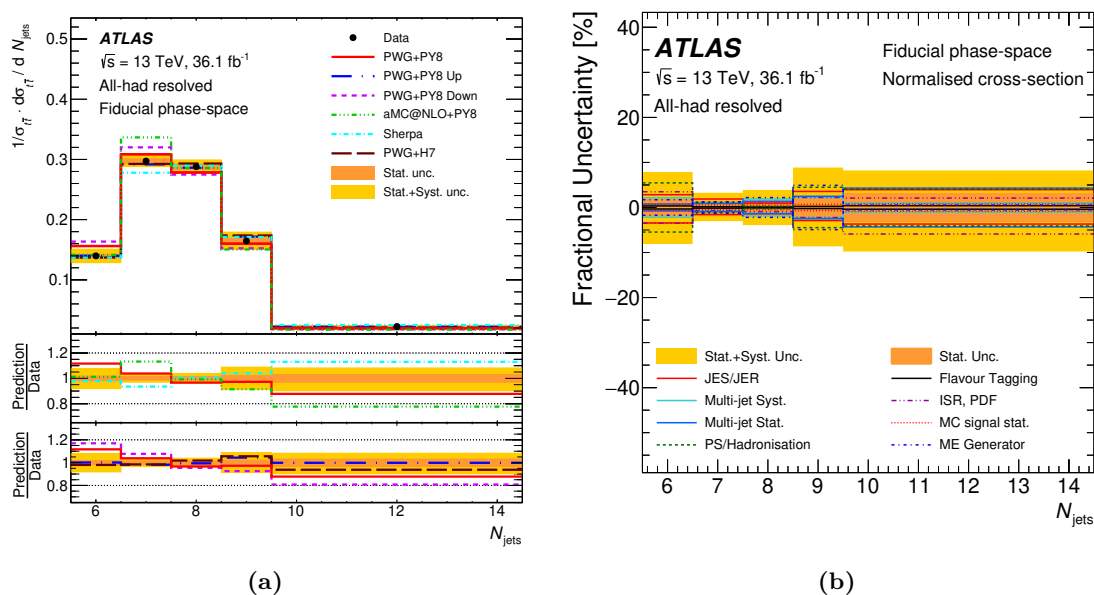 ATLAS
√s = 13 TeV, 36.1 fb⁻¹
All-had resolved
Fiducial phase-space
Data
PWG+PY8
PWG+PY8 Up
PWG+PY8 Down
aMC@NLO+PY8
Sherpa
PWG+H7
Stat. unc.
Stat.+Syst. unc.
1/σ_{tt̄} · dσ_{tt̄} / d N_jets
0.5
0.4
0.3
0.2
0.1
Prediction
Data
1.2
1
0.8
Prediction
Data
1.2
1
0.8
6 8 10 12 14
N_jets
(a)
Fractional Uncertainty [%]
40
20
0
−20
−40
ATLAS
√s = 13 TeV, 36.1 fb⁻¹
All-had resolved
Fiducial phase-space
Normalised cross-section
Stat.+Syst. Unc.
JES/JER
Multi-jet Syst.
Multi-jet Stat.
PS/Hadronisation
Stat. Unc.
Flavour Tagging
ISR, PDF
MC signal stat.
ME Generator
6 7 8 9 10 11 12 13 14
N_jets
(b)